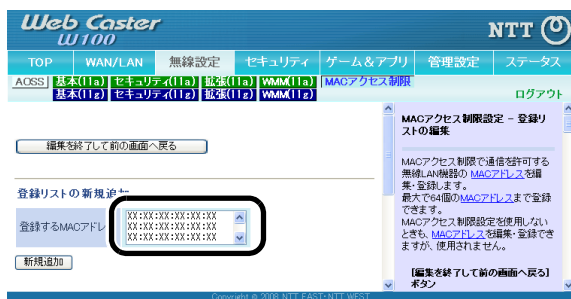 Web Caster
W100
NTT
TOP WAN/LAN 無線設定 セキュリティ ゲーム＆アプリ 管理設定 ステータス
AOSS 基本(11a) セキュリティ(11a) 拡張(11a) WMM(11a) MACアクセス制限
基本(11g) セキュリティ(11g) 拡張(11g) WMM(11g)
ログアウト
編集を終了して前の画面へ戻る
登録リストの新規追加
登録するMACアドレ
XX:XX:XX:XX:XX:XX
XX:XX:XX:XX:XX:XX
XX:XX:XX:XX:XX:XX
新規追加
MACアクセス制限設定 － 登録リ
ストの編集
MACアクセス制限で通信を許可する
無線LAN機器の MACアドレスを編
集・登録します。
最大で64個のMACアドレスまで登録
できます。
MACアクセス制限設定を使用しない
ときも、MACアドレスを編集・登録でき
ますが、使用されません。
[編集を終了して前の画面へ戻る]
ボタン
Copyright © 2006 NTT EAST・NTT WEST